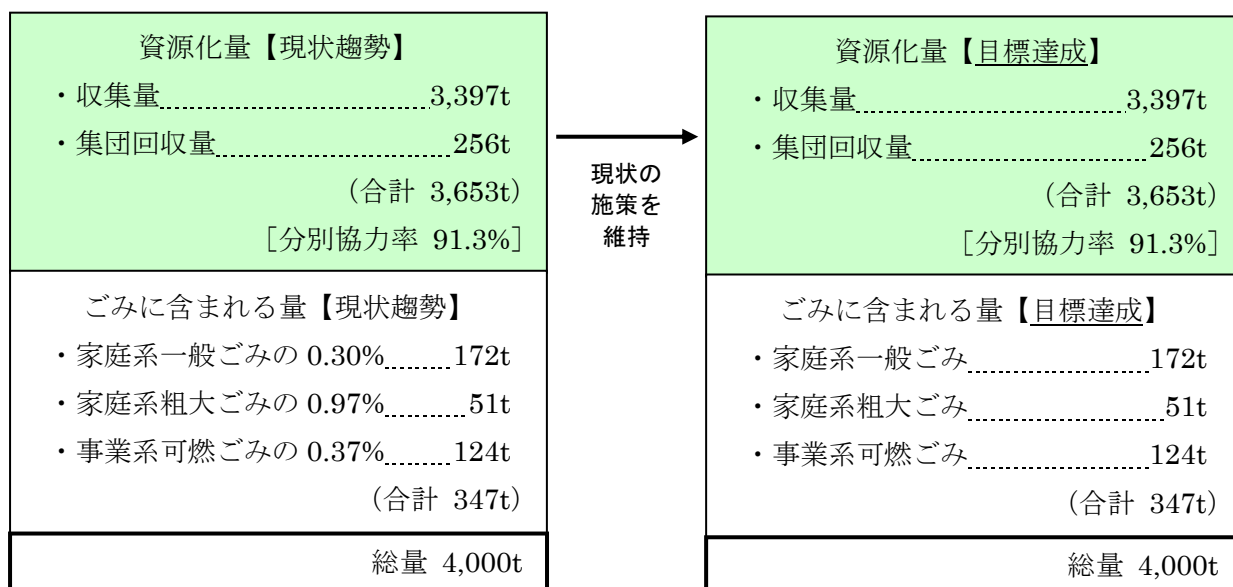 資源化量【現状趨勢】
・収集量 3,397t
・集団回収量 256t
（合計 3,653t）
［分別協力率 91.3%］
ごみに含まれる量【現状趨勢】
・家庭系一般ごみの 0.30% 172t
・家庭系粗大ごみの 0.97% 51t
・事業系可燃ごみの 0.37% 124t
（合計 347t）
総量 4,000t
現状の
施策を
維持
資源化量【目標達成】
・収集量 3,397t
・集団回収量 256t
（合計 3,653t）
［分別協力率 91.3%］
ごみに含まれる量【目標達成】
・家庭系一般ごみ 172t
・家庭系粗大ごみ 51t
・事業系可燃ごみ 124t
（合計 347t）
総量 4,000t